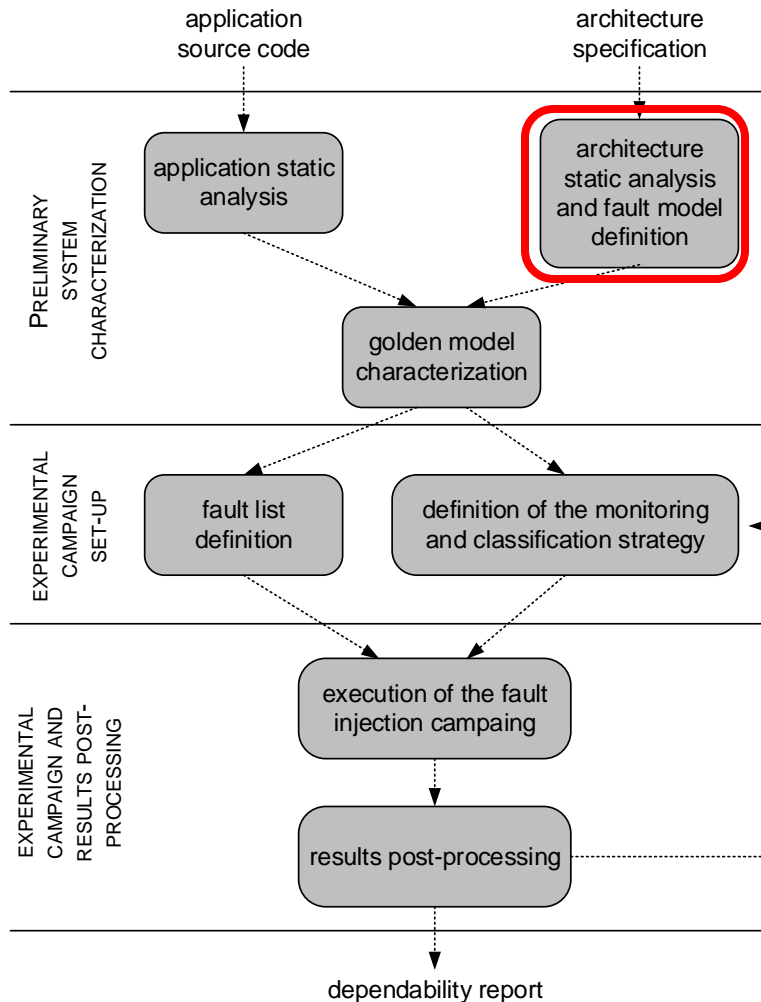 application
source code
architecture
specification
PRELIMINARY
SYSTEM
CHARACTERIZATION
application static
analysis
architecture
static analysis
and fault model
definition
golden model
characterization
EXPERIMENTAL
CAMPAIGN
SET-UP
fault list
definition
definition of the monitoring
and classification strategy
EXPERIMENTAL
CAMPAIGN AND
RESULTS POST-
PROCESSING
execution of the fault
injection campaing
results post-processing
dependability report